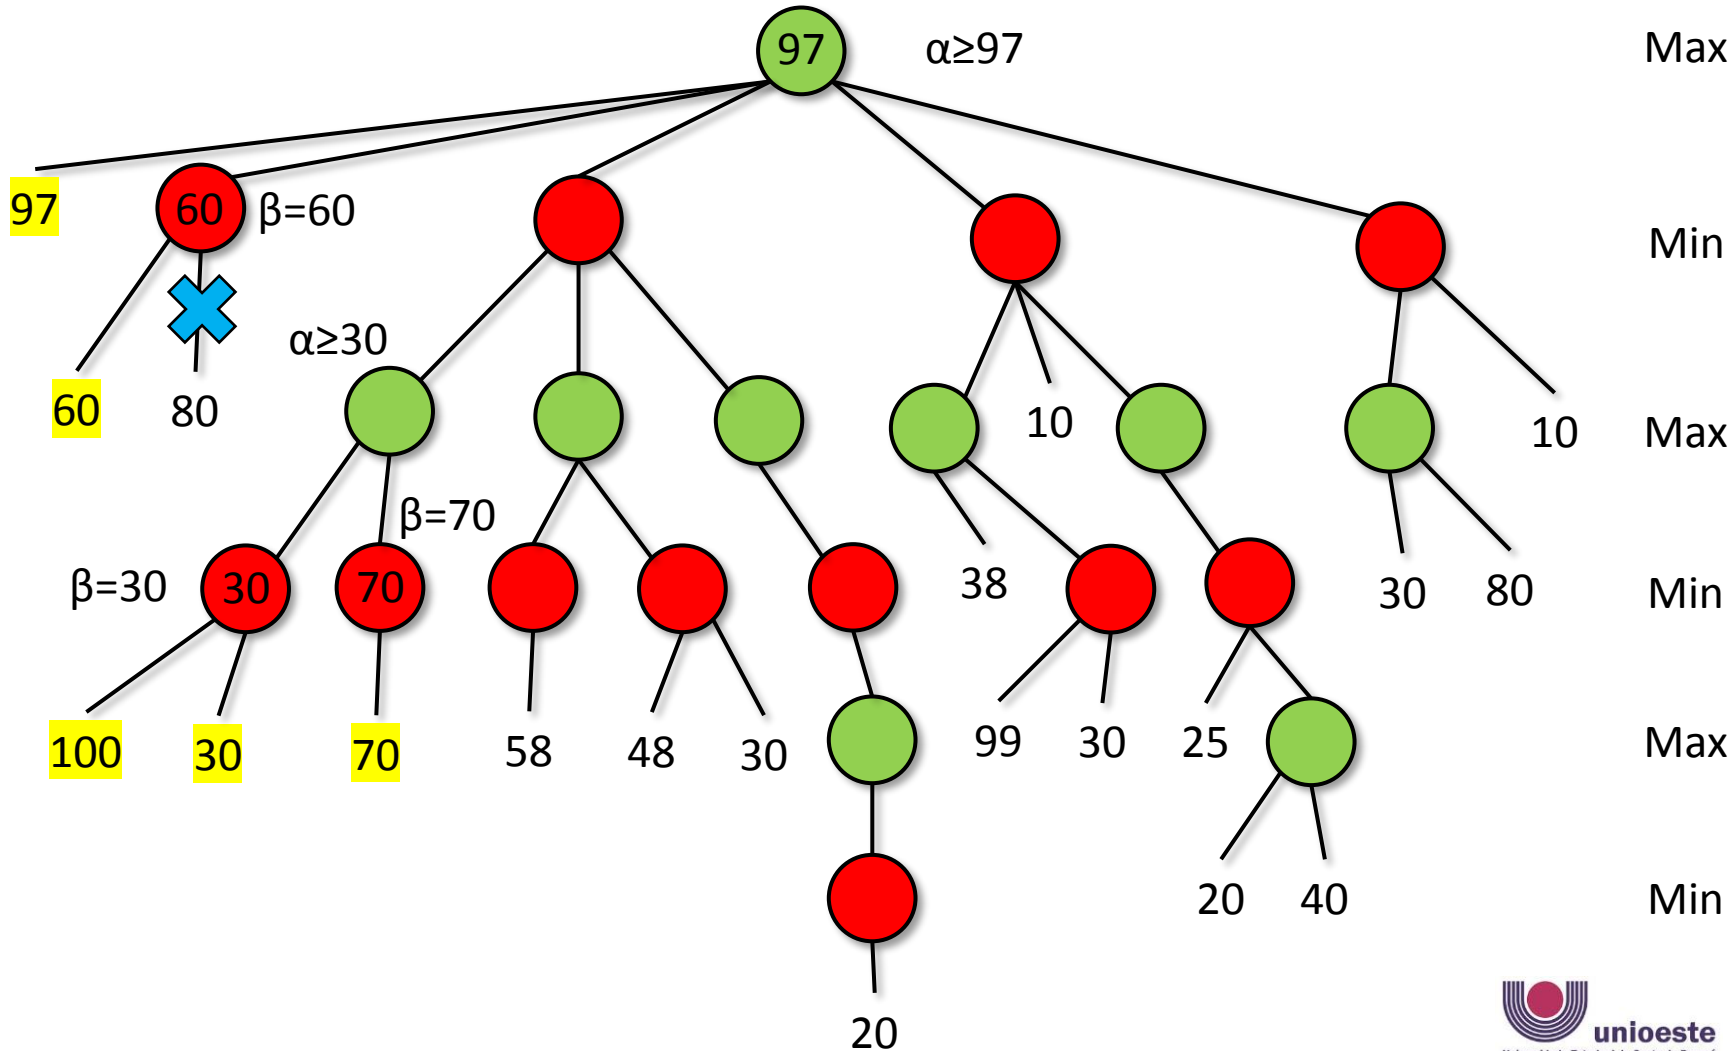 97 α≥97 Max
97 60 β=60 Min
α≥30
60 80 10 10 Max
β=70
β=30 30 70 38 30 80 Min
100 30 70 58 48 30 99 30 25 Max
20 40 Min
20
unioeste